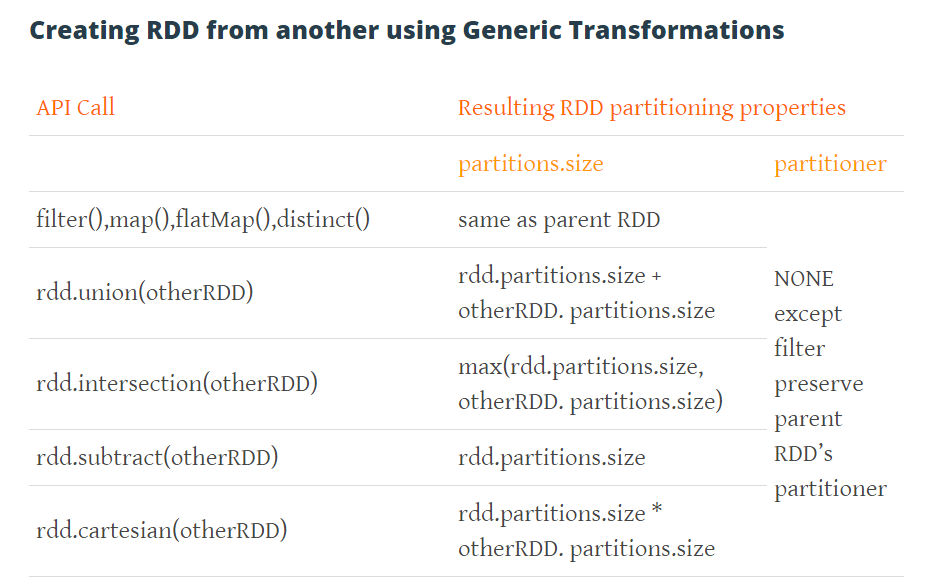 Creating RDD from another using Generic Transformations
API Call
Resulting RDD partitioning properties
partitions.size
partitioner
filter(),map(),flatMap(),distinct()
same as parent RDD
rdd.union(otherRDD)
rdd.partitions.size +
otherRDD. partitions.size
rdd.intersection(otherRDD)
max(rdd.partitions.size,
otherRDD. partitions.size)
rdd.subtract(otherRDD)
rdd.partitions.size
rdd.cartesian(otherRDD)
rdd.partitions.size *
otherRDD. partitions.size
NONE
except
filter
preserve
parent
RDD’s
partitioner